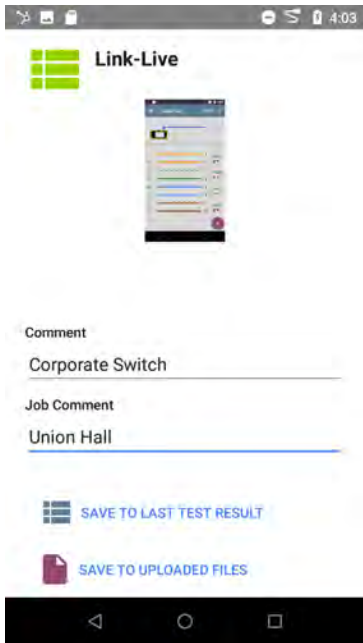 4:03
Link-Live
Comment
Corporate Switch
Job Comment
Union Hall
SAVE TO LAST TEST RESULT
SAVE TO UPLOADED FILES